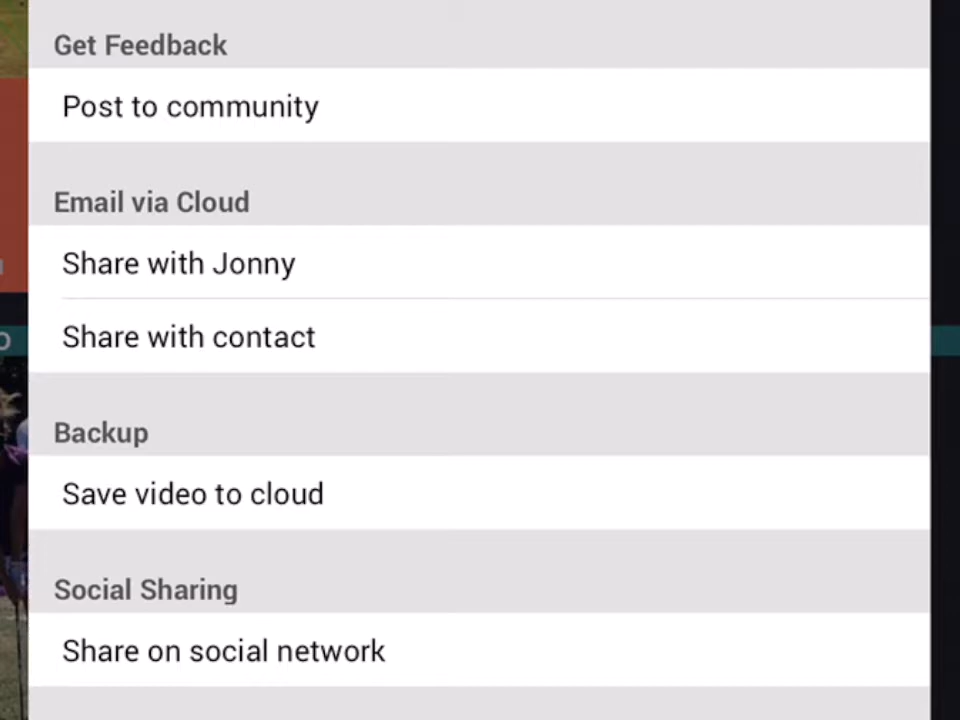 Get Feedback
Post to community
Email via Cloud
Share with Jonny
Share with contact
Backup
Save video to cloud
Social Sharing
Share on social network